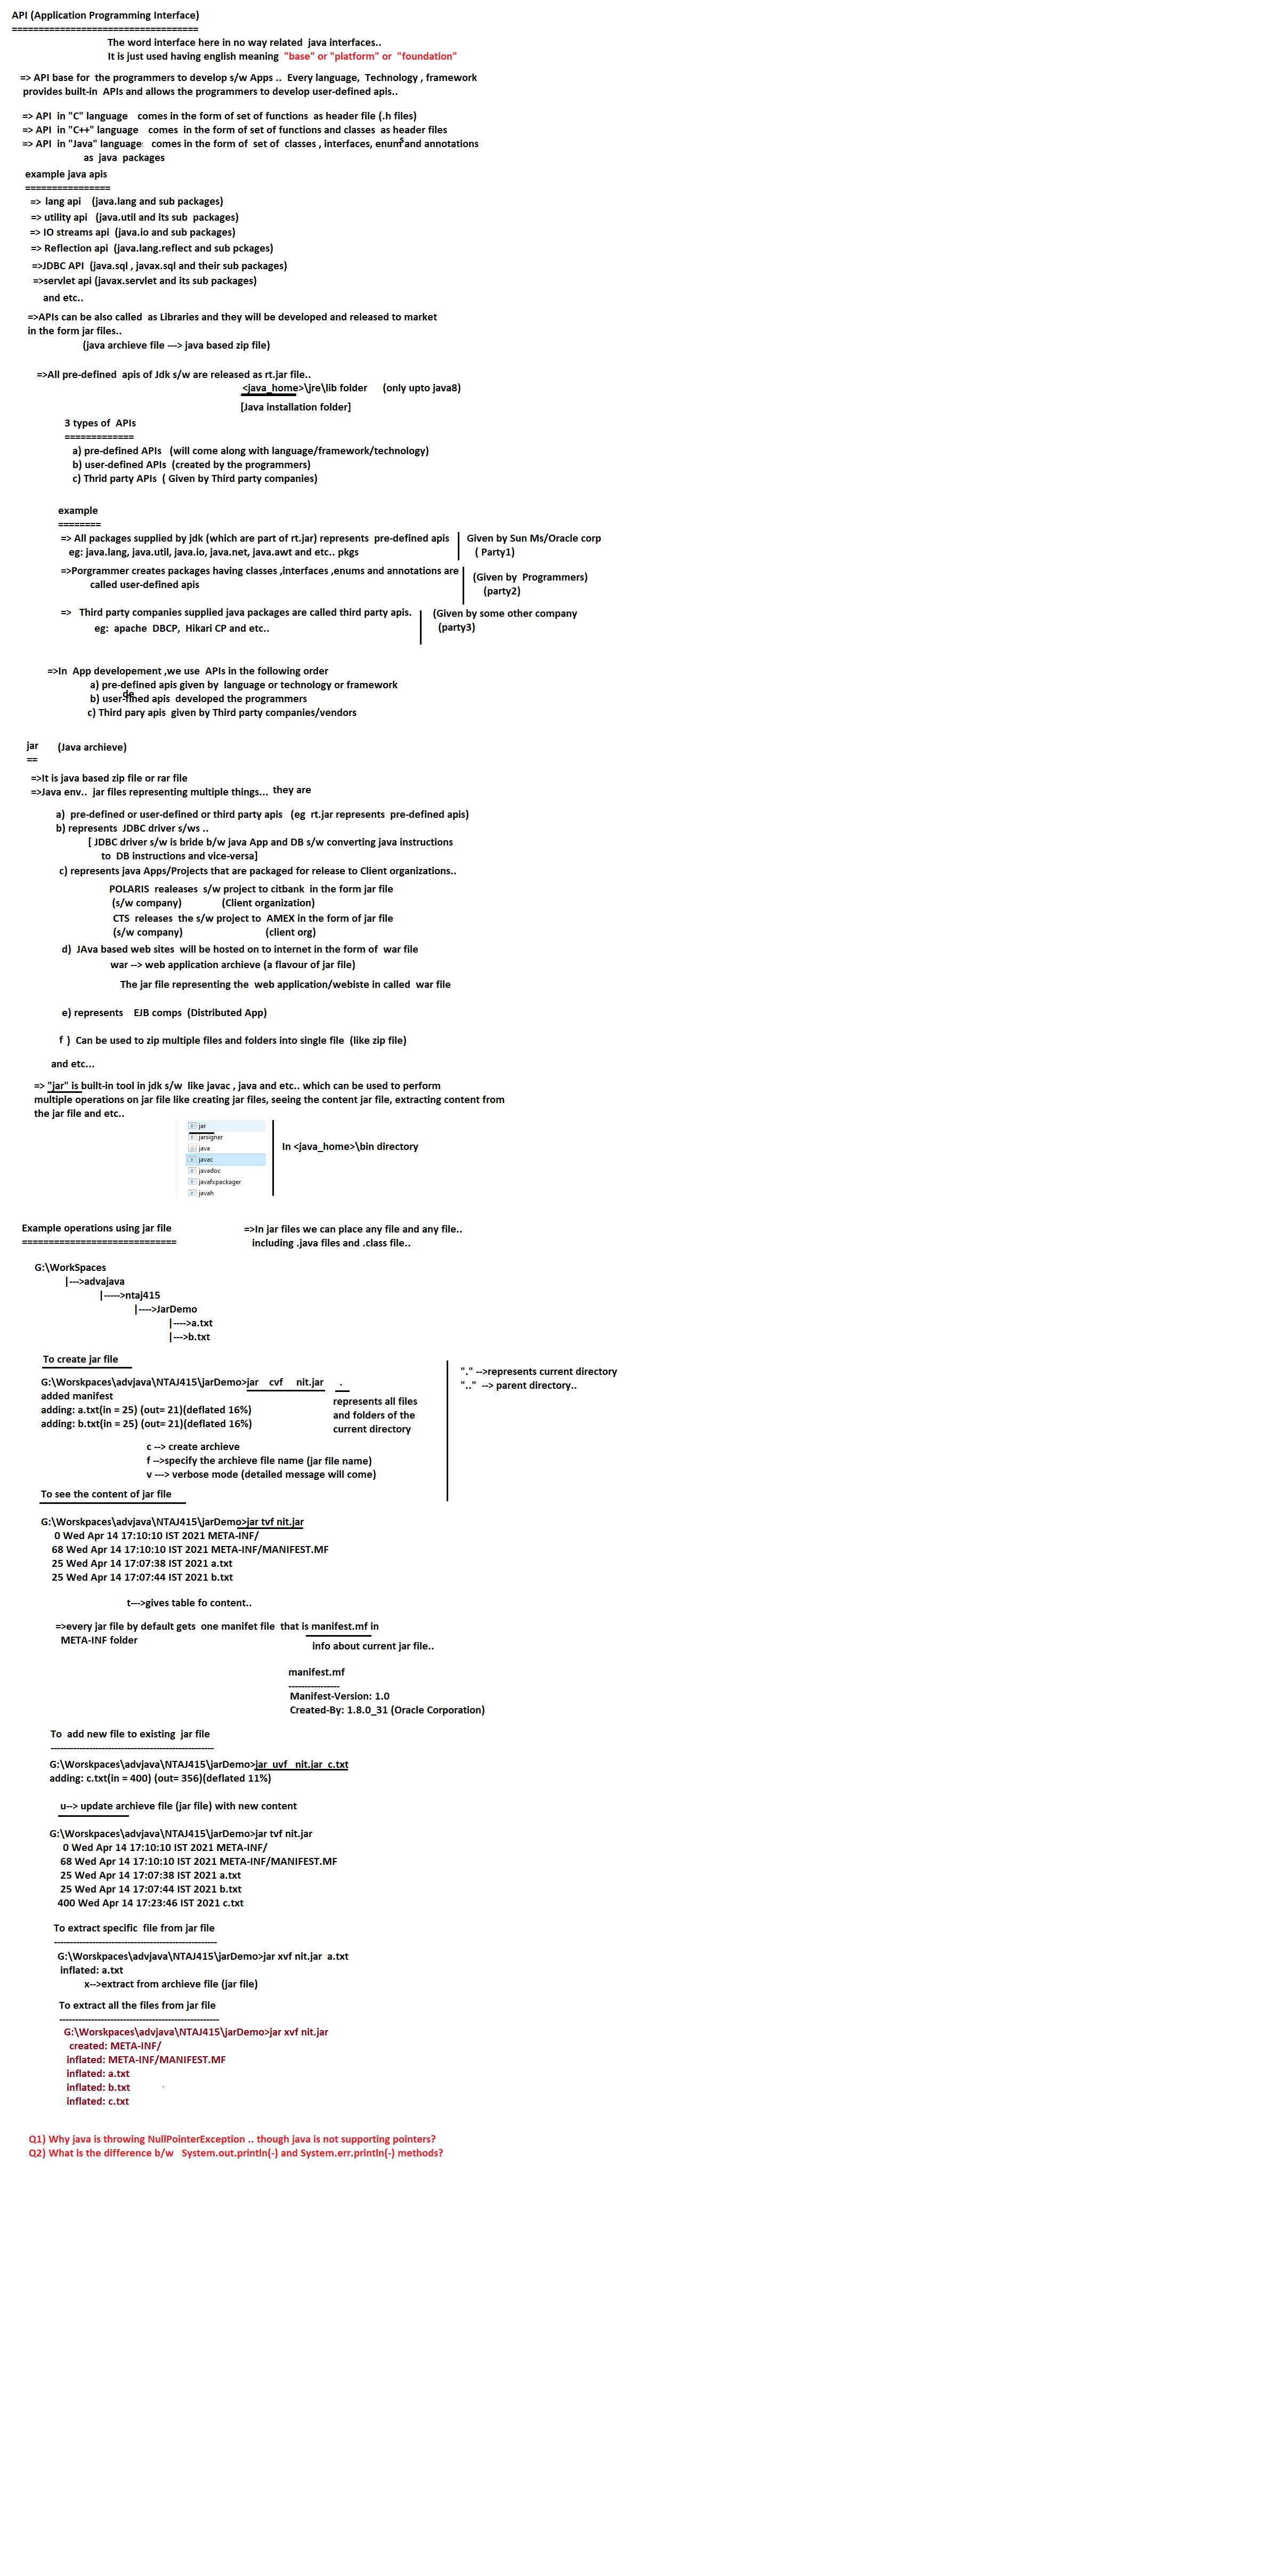 API (Application Programming Interface)
===================================
The word interface here in no way related  java interfaces..
It is just used having english meaning  "base" or "platform" or  "foundation"
=> API base for  the programmers to develop s/w Apps ..  Every language,  Technology , framework
provides built-in  APIs and allows the programmers to develop user-defined apis..
=> API  in "C" language    comes in the form of set of functions  as header file (.h files)
=> API  in "C++" language    comes  in the form of set of functions and classes  as header files
=> API  in "Java" language   comes in the form of  set of  classes , interfaces, enums and annotations
as  java  packages
example java apis
================
=>  lang api    (java.lang and sub packages)
=> utility api   (java.util and its sub  packages)
=> IO streams api  (java.io and sub packages)
=> Reflection api  (java.lang.reflect and sub pckages)
=>JDBC API  (java.sql , javax.sql and their sub packages)
=>servlet api (javax.servlet and its sub packages)
and etc..
=>APIs can be also called  as Libraries and they will be developed and released to market
in the form jar files..
(java archieve file ---> java based zip file)
=>All pre-defined  apis of Jdk s/w are released as rt.jar file..
<java_home>\jre\lib folder      (only upto java8)
[Java installation folder]
3 types of  APIs
=============
a) pre-defined APIs   (will come along with language/framework/technology)
b) user-defined APIs  (created by the programmers)
c) Thrid party APIs  ( Given by Third party companies)
example
========
=> All packages supplied by jdk (which are part of rt.jar) represents  pre-defined apis
eg: java.lang, java.util, java.io, java.net, java.awt and etc.. pkgs
Given by Sun Ms/Oracle corp
( Party1)
=>Porgrammer creates packages having classes ,interfaces ,enums and annotations are
called user-defined apis
(Given by  Programmers)
(party2)
=>   Third party companies supplied java packages are called third party apis.
eg:  apache  DBCP,  Hikari CP and etc..
(Given by some other company
(party3)
=>In  App developement ,we use  APIs in the following order
a) pre-defined apis given by  language or technology or framework
b) user-defined apis  developed the programmers
c) Third pary apis  given by Third party companies/vendors
jar      (Java archieve)
==
=>It is java based zip file or rar file
=>Java env..  jar files representing multiple things...  they are
a)  pre-defined or user-defined or third party apis   (eg  rt.jar represents  pre-defined apis)
b) represents  JDBC driver s/ws ..
[ JDBC driver s/w is bride b/w java App and DB s/w converting java instructions
to  DB instructions and vice-versa]
c) represents java Apps/Projects that are packaged for release to Client organizations..
POLARIS  realeases  s/w project to citbank  in the form jar file
(s/w company)               (Client organization)
CTS  releases  the s/w project to  AMEX in the form of jar file
(s/w company)                               (client org)
d)  JAva based web sites  will be hosted on to internet in the form of  war file
war --> web application archieve (a flavour of jar file)
The jar file representing the  web application/webiste in called  war file
e) represents    EJB comps  (Distributed App)
f )  Can be used to zip multiple files and folders into single file  (like zip file)
and etc...
=> "jar" is built-in tool in jdk s/w  like javac , java and etc.. which can be used to perform
multiple operations on jar file like creating jar files, seeing the content jar file, extracting content from
the jar file and etc..
jar
jarsigner
java
javac
javadoc
javafxpackager
javah
In <java_home>\bin directory
Example operations using jar file
=============================
=>In jar files we can place any file and any file..
including .java files and .class file..
G:\WorkSpaces
|--->advajava
|----->ntaj415
|---->JarDemo
|---->a.txt
|--->b.txt
To create jar file
G:\Worskpaces\advjava\NTAJ415\jarDemo>jar    cvf     nit.jar      .
added manifest
adding: a.txt(in = 25) (out= 21)(deflated 16%)
adding: b.txt(in = 25) (out= 21)(deflated 16%)
represents all files
and folders of the
current directory
"." -->represents current directory
".."  --> parent directory..
c --> create archieve
f -->specify the archieve file name (jar file name)
v ---> verbose mode (detailed message will come)
To see the content of jar file
G:\Worskpaces\advjava\NTAJ415\jarDemo>jar tvf nit.jar
0 Wed Apr 14 17:10:10 IST 2021 META-INF/
68 Wed Apr 14 17:10:10 IST 2021 META-INF/MANIFEST.MF
25 Wed Apr 14 17:07:38 IST 2021 a.txt
25 Wed Apr 14 17:07:44 IST 2021 b.txt
t--->gives table fo content..
=>every jar file by default gets  one manifet file  that is manifest.mf in
META-INF folder
info about current jar file..
manifest.mf
----------------
Manifest-Version: 1.0
Created-By: 1.8.0_31 (Oracle Corporation)
To  add new file to existing  jar file
---------------------------------------------------
G:\Worskpaces\advjava\NTAJ415\jarDemo>jar  uvf   nit.jar  c.txt
adding: c.txt(in = 400) (out= 356)(deflated 11%)
u--> update archieve file (jar file) with new content
G:\Worskpaces\advjava\NTAJ415\jarDemo>jar tvf nit.jar
0 Wed Apr 14 17:10:10 IST 2021 META-INF/
68 Wed Apr 14 17:10:10 IST 2021 META-INF/MANIFEST.MF
25 Wed Apr 14 17:07:38 IST 2021 a.txt
25 Wed Apr 14 17:07:44 IST 2021 b.txt
400 Wed Apr 14 17:23:46 IST 2021 c.txt
To extract specific  file from jar file
---------------------------------------------------
G:\Worskpaces\advjava\NTAJ415\jarDemo>jar xvf nit.jar  a.txt
inflated: a.txt
x-->extract from archieve file (jar file)
To extract all the files from jar file
--------------------------------------------------
G:\Worskpaces\advjava\NTAJ415\jarDemo>jar xvf nit.jar
created: META-INF/
inflated: META-INF/MANIFEST.MF
inflated: a.txt
inflated: b.txt
inflated: c.txt
Q1) Why java is throwing NullPointerException .. though java is not supporting pointers?
Q2) What is the difference b/w   System.out.println(-) and System.err.println(-) methods?